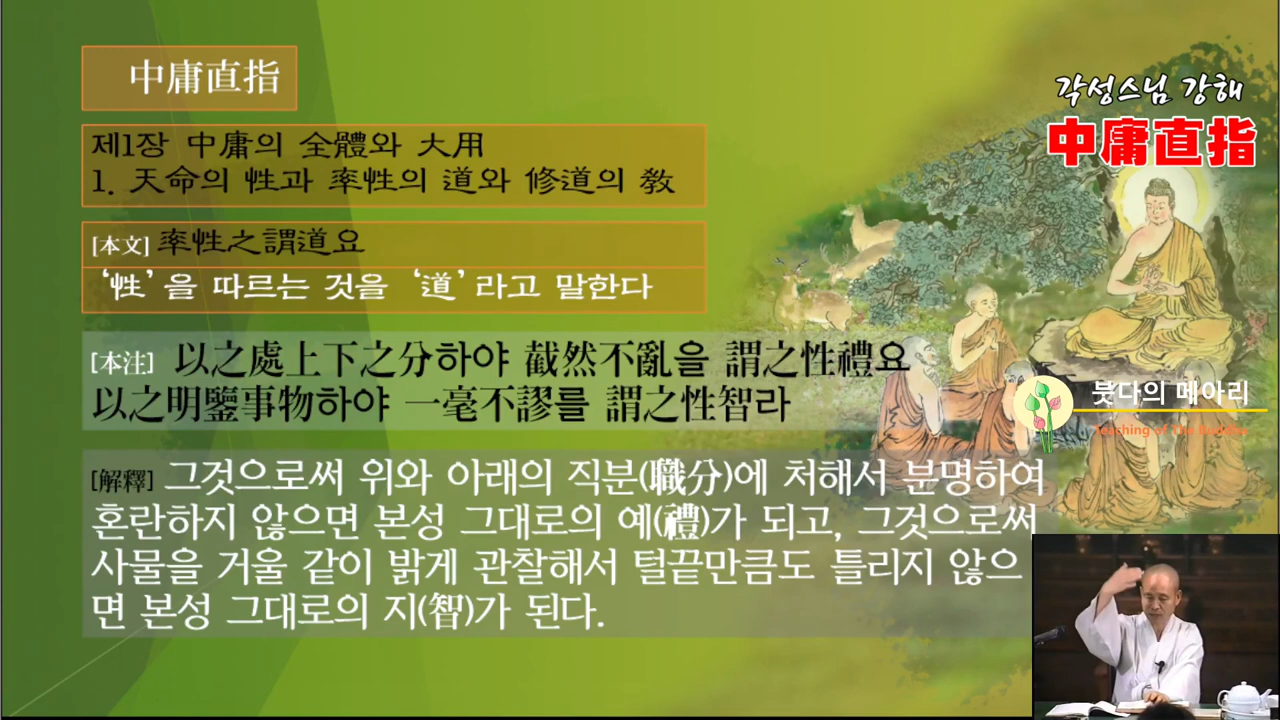 中庸直指
제1장 中庸의 全體와 大用
1. 天命의 性과 率性의 道와 修道의 敎
[本文] 率性之謂道요
‘性’을 따르는 것을 ‘道’라고 말한다
[本注] 以之處上下之分하야 截然不亂을 謂之性禮요
以之明鑒事物하야 一毫不謬를 謂之性智라
[解釋] 그것으로써 위와 아래의 직분(職分)에 처해서 분명하여
혼란하지 않으면 본성 그대로의 예(禮)가 되고, 그것으로써
사물을 거울 같이 밝게 관찰해서 털끝만큼도 틀리지 않으
면 본성 그대로의 지(智)가 된다.
각성스님 강해
中庸直指
붓다의 메아리
Teaching of The Buddha